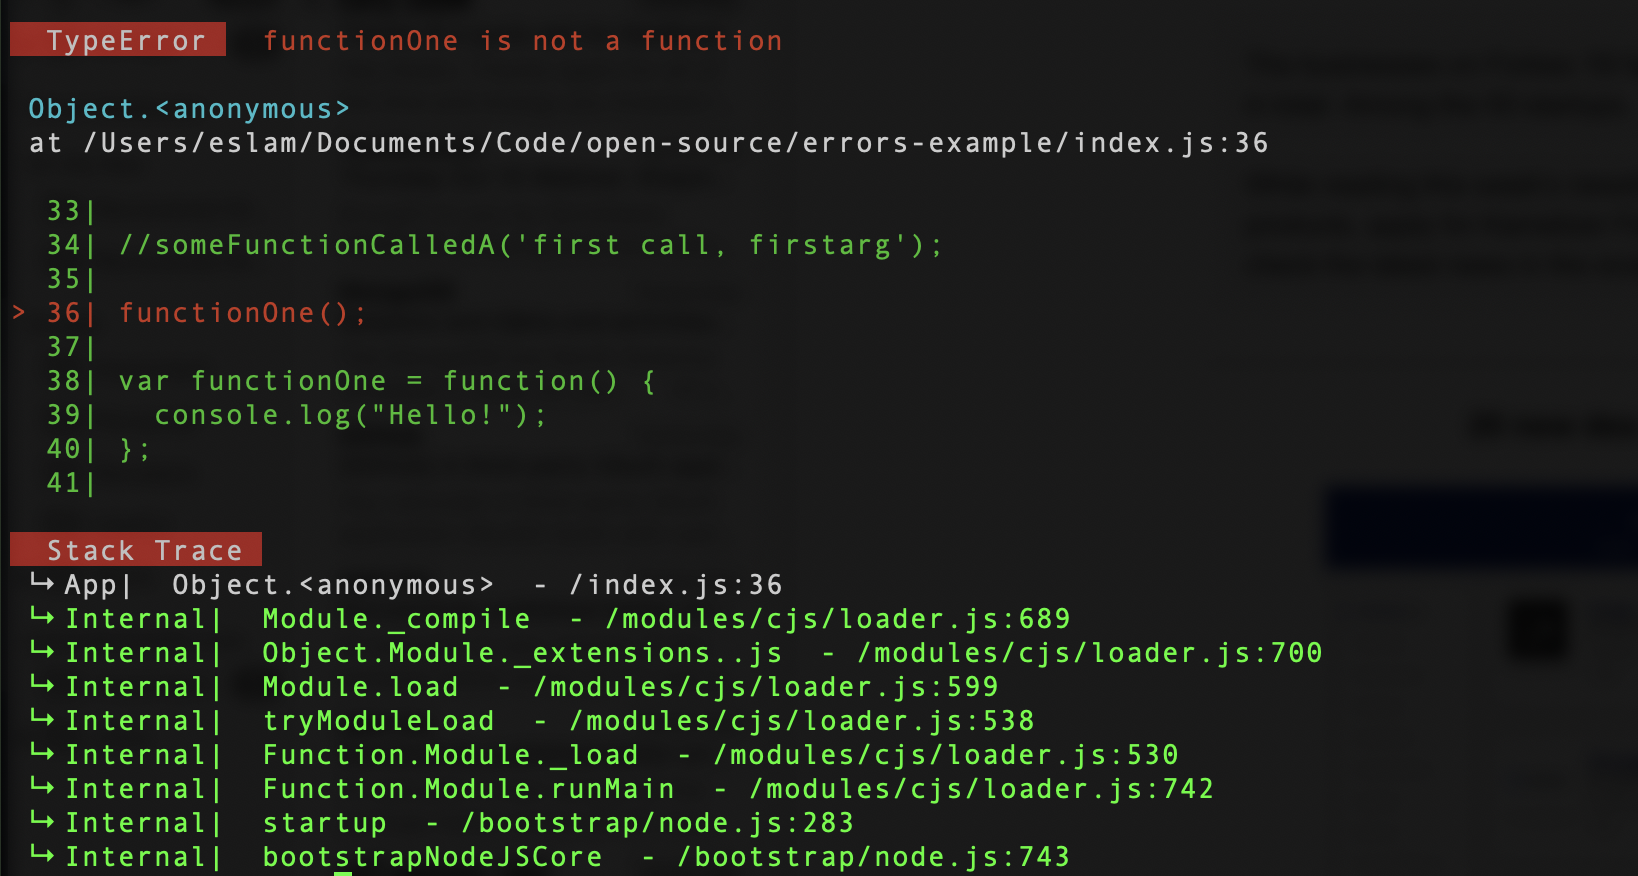 TypeError functionOne is not a function
Object.<anonymous>
at /Users/eslam/Documents/Code/open-source/errors-example/index.js:36
33|
34| //someFunctionCalledA('first call, firstarg');
35|
> 36| functionOne();
37|
38| var functionOne = function() {
39|   console.log("Hello!");
40| };
41|
Stack Trace
↪ App|  Object.<anonymous>  - /index.js:36
↪ Internal|  Module._compile  - /modules/cjs/loader.js:689
↪ Internal|  Object.Module._extensions..js  - /modules/cjs/loader.js:700
↪ Internal|  Module.load  - /modules/cjs/loader.js:599
↪ Internal|  tryModuleLoad  - /modules/cjs/loader.js:538
↪ Internal|  Function.Module._load  - /modules/cjs/loader.js:530
↪ Internal|  Function.Module.runMain  - /modules/cjs/loader.js:742
↪ Internal|  startup  - /bootstrap/node.js:283
↪ Internal|  bootstrapNodeJSCore  - /bootstrap/node.js:743